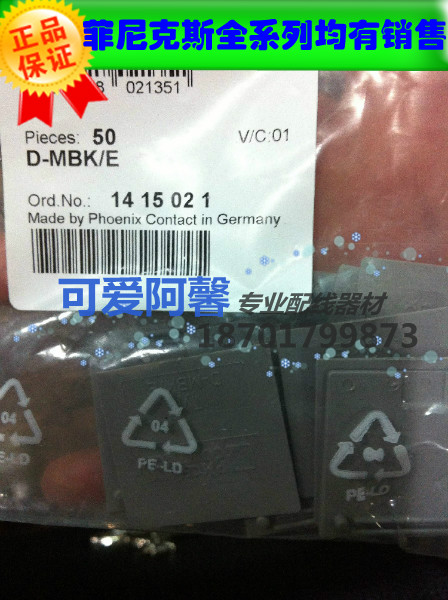 正品
保证
菲尼克斯全系列均有销售
8 021351
Pieces: 50
V/C:01
D-MBK/E
Ord.No.: 14 15 02 1
Made by Phoenix Contact in Germany
可爱阿馨
专业配线器材
18701799873
04
PE-LD
04
PE-LD
04
PE-LD